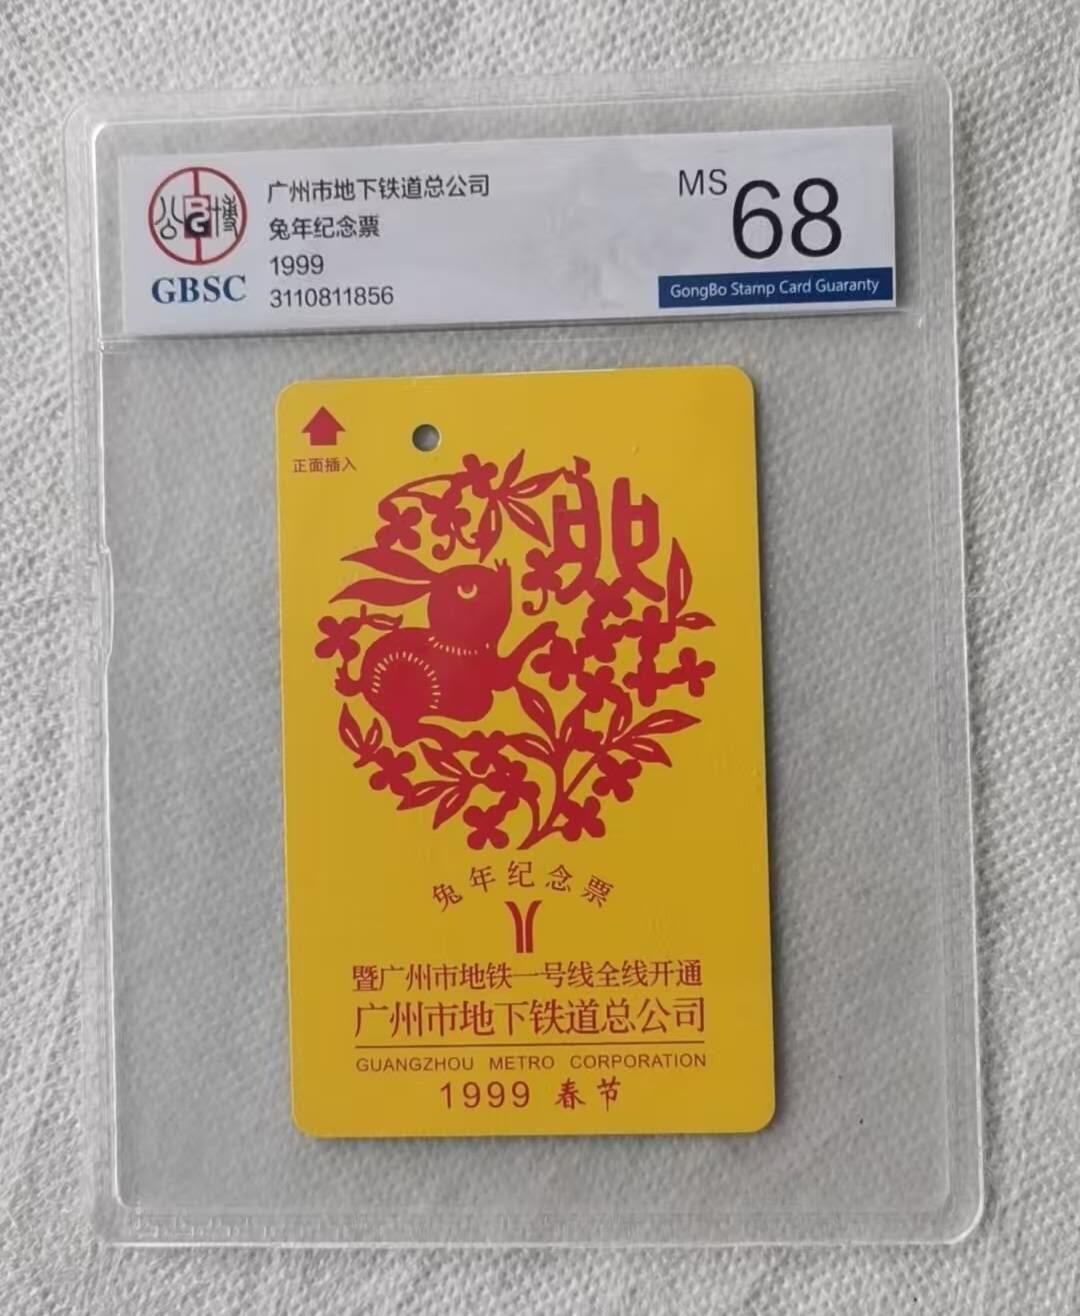 公博
GBSC
广州市地下铁道总公司
兔年纪念票
1999
3110811856
MS 68
GongBo Stamp Card Guaranty
正面插入
卯
兔年纪念票
暨广州市地铁一号线全线开通
广州市地下铁道总公司
GUANGZHOU METRO CORPORATION
1999 春节